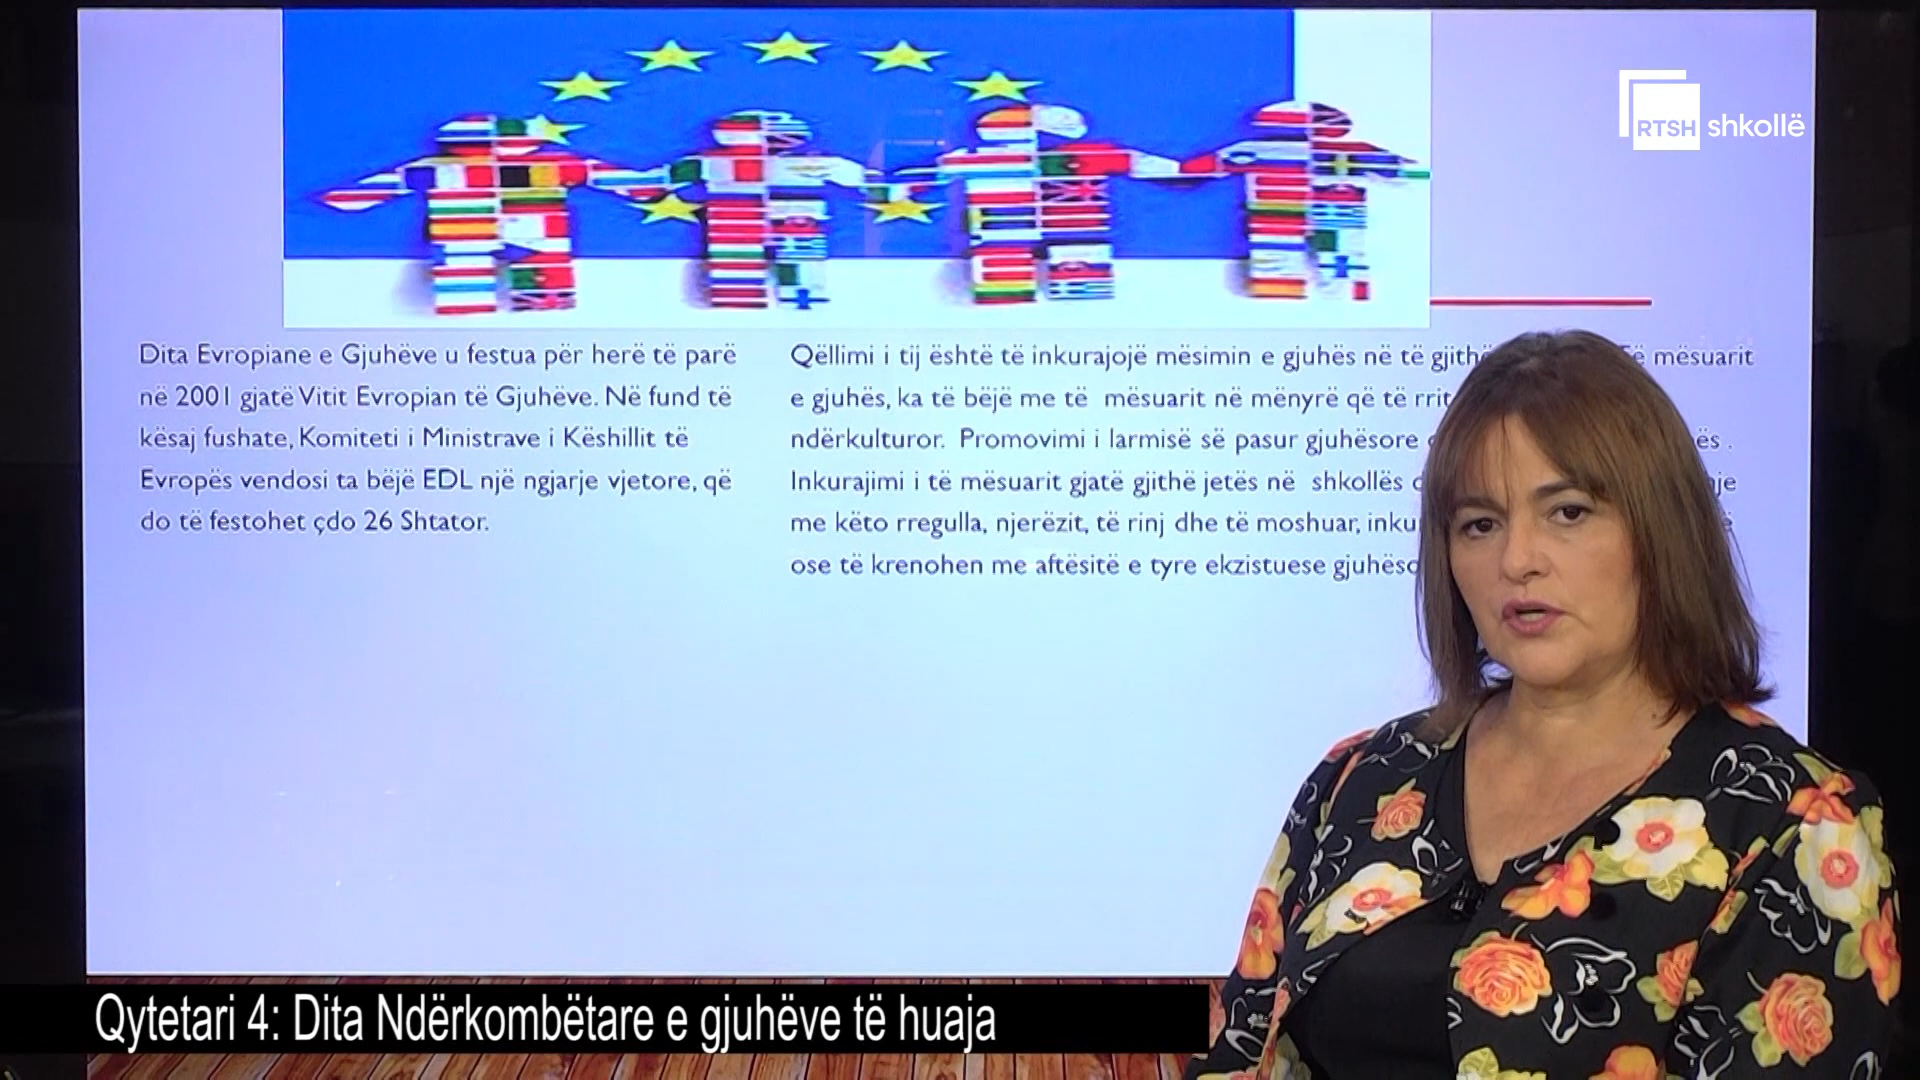 RTSH shkollë
Dita Evropiane e Gjuhëve u festua për herë të parë
në 2001 gjatë Vitit Evropian të Gjuhëve. Në fund të
kësaj fushate, Komiteti i Ministrave i Këshillit të
Evropës vendosi ta bëjë EDL një ngjarje vjetore, që
do të festohet çdo 26 Shtator.
Qëllimi i tij është të inkurajojë mësimin e gjuhës në të mësuarit
e gjuhës, ka të bëjë me të mësuarit në mënyrë që të
ndërkulturor. Promovimi i larmisë së pasur gjuhësore
Inkurajimi i të mësuarit gjatë gjithë jetës në shkollës
me këto rregulla, njerëzit, të rinj dhe të moshuar,
ose të krenohen me aftësitë e tyre ekzistuese
Qytetari 4: Dita Ndërkombëtare e gjuhëve të huaja